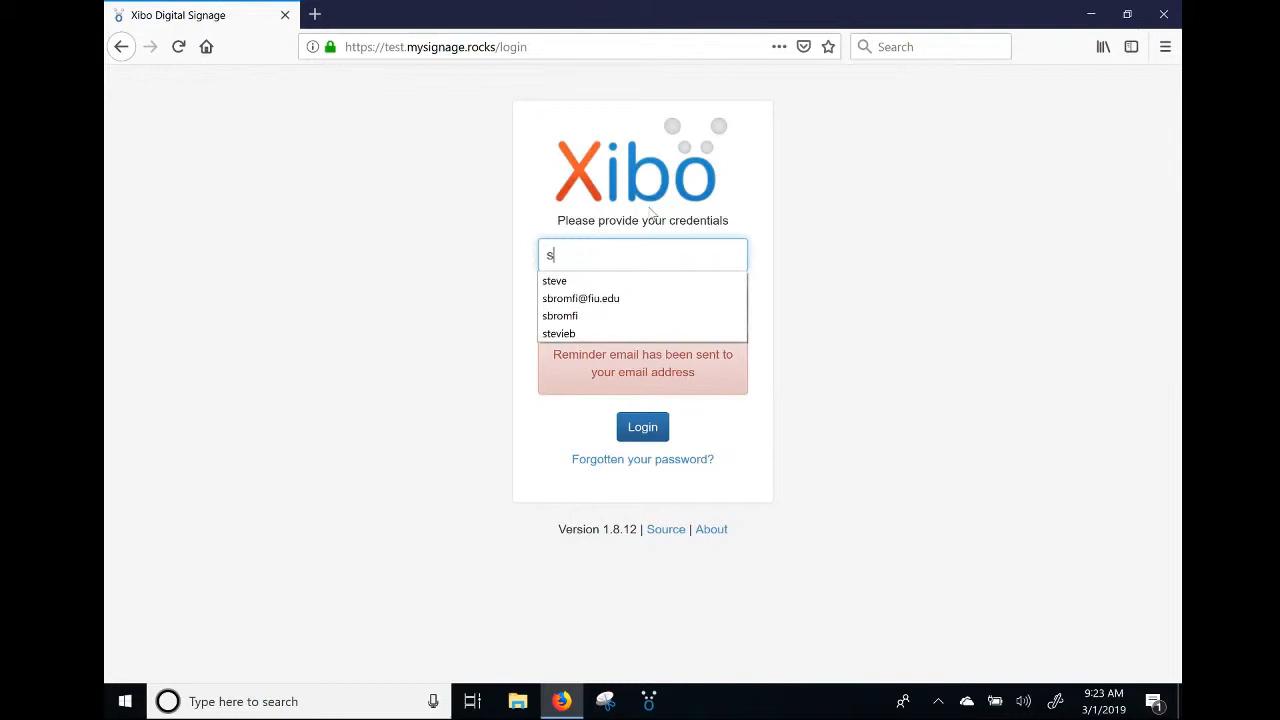 Xibo Digital Signage
https://test.mysignage.rocks/login
Search
Xibo
Please provide your credentials
s
steve
sbromfi@fiu.edu
sbromfi
stevieb
Reminder email has been sent to
your email address
Login
Forgotten your password?
Version 1.8.12 | Source | About
Type here to search
9:23 AM
3/1/2019
1